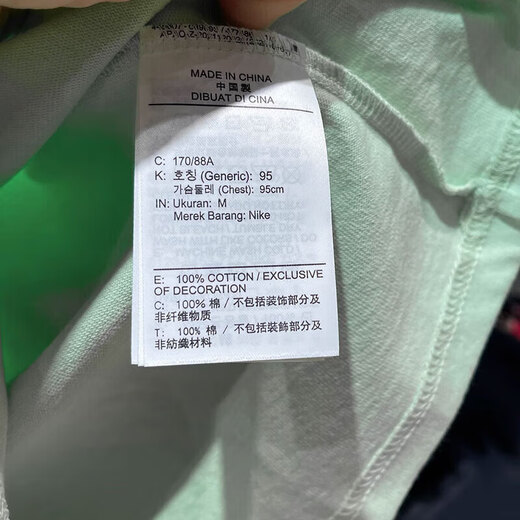 MADE IN CHINA
中国製
DIBUAT DI CINA
C: 170/88A
K: 호칭 (Generic): 95
가슴둘레 (Chest): 95cm
IN: Ukuran: M
Merek Barang: Nike
E: 100% COTTON / EXCLUSIVE
OF DECORATION
C: 100% 棉 / 不包括装饰部分及
非纤维物质
T: 100% 棉 / 不包括裝飾部分及
非紡織材料